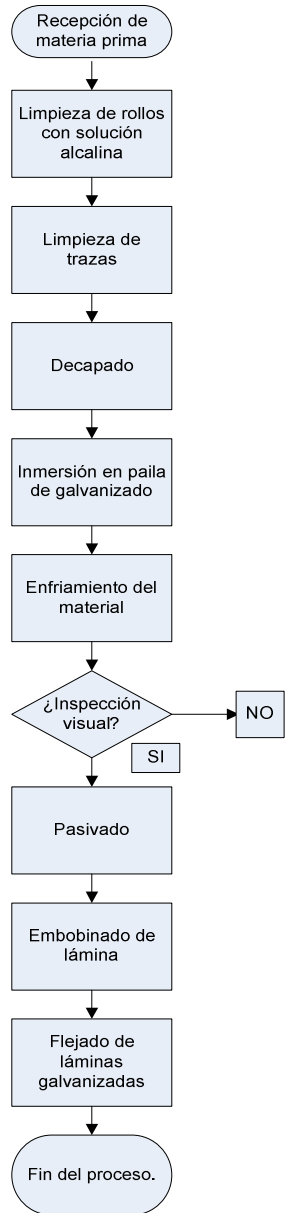 Recepción de
materia prima
Limpieza de rollos
con solución
alcalina
Limpieza de
trazas
Decapado
Inmersión en paila
de galvanizado
Enfriamiento del
material
¿Inspección
visual?
NO
SI
Pasivado
Embobinado de
lámina
Flejado de
láminas
galvanizadas
Fin del proceso.